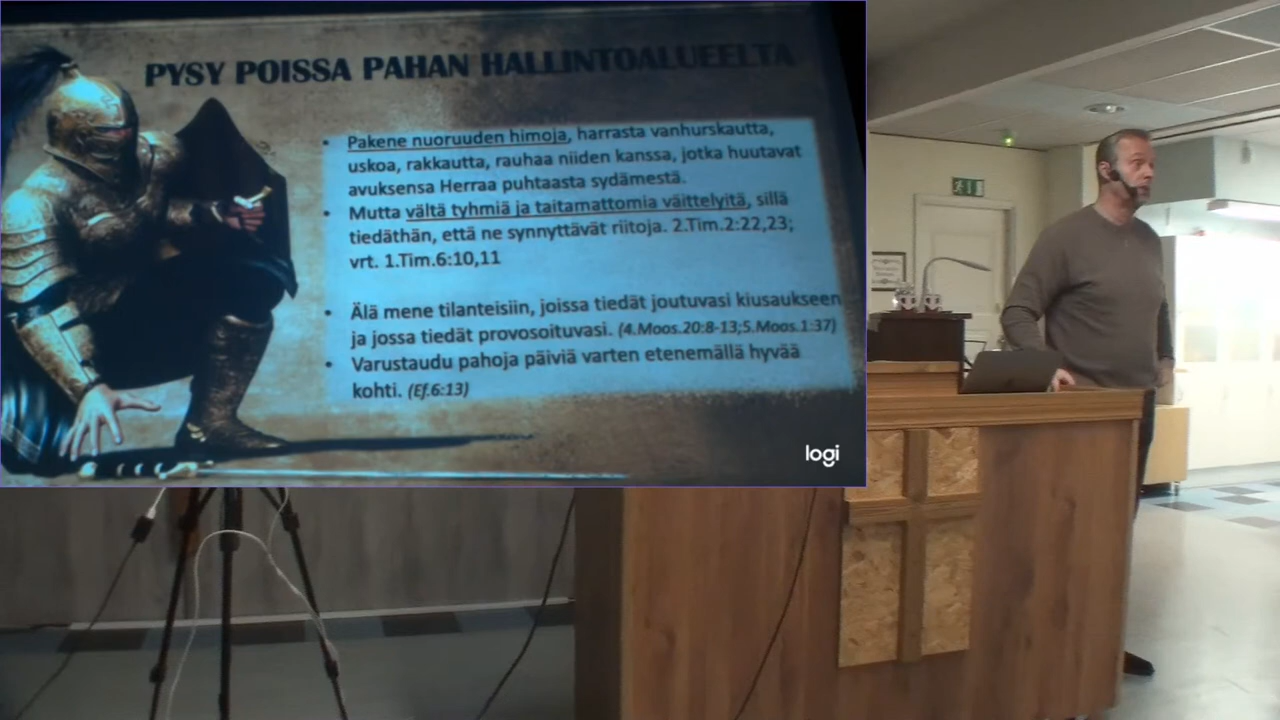 PYSY POISSA PAHAN HALLINTOALUEELTA
• Pakene nuoruuden himoja, harrasta vanhurskautta,
uskoa, rakkautta, rauhaa niiden kanssa, jotka huutavat
avuksensa Herraa puhtaasta sydämestä.
• Mutta vältä tyhmiä ja taitamattomia väittelyitä, sillä
tiedäthän, että ne synnyttävät riitoja. 2.Tim.2:22,23;
vrt. 1.Tim.6:10,11
• Älä mene tilanteisiin, joissa tiedät joutuvasi kiusaukseen
ja jossa tiedät provosoituvasi. (4.Moos.20:8-13;5.Moos.1:37)
• Varustaudu pahoja päiviä varten etenemällä hyvää
kohti. (Ef.6:13)
logi